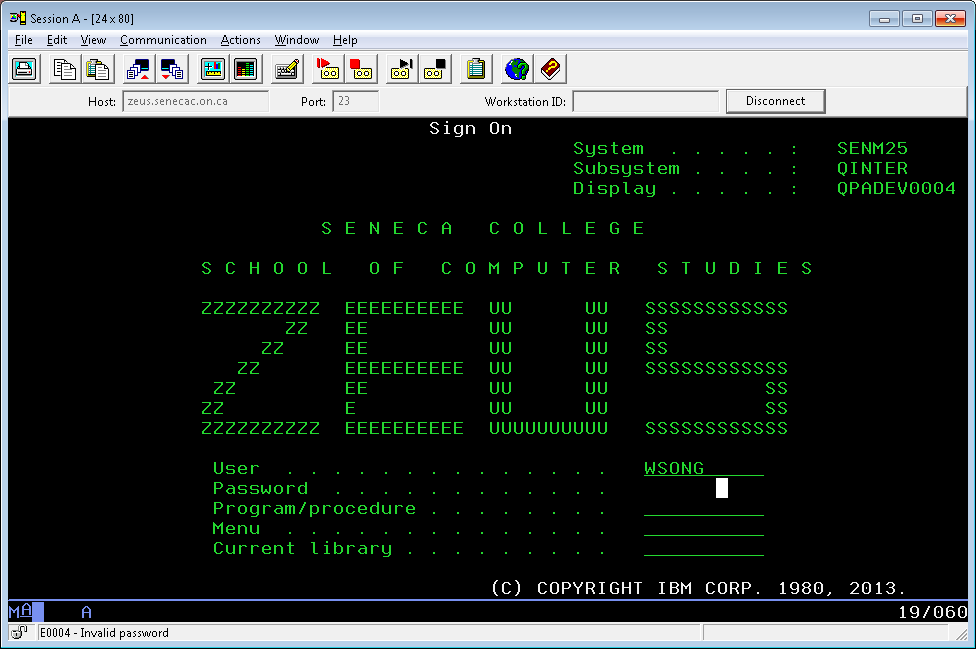 Session A - [24 x 80]
File Edit View Communication Actions Window Help
Host: zeus.senecac.on.ca Port: 23 Workstation ID: Disconnect
Sign On
System . . . . . : SENM25
Subsystem . . . . : QINTER
Display . . . . . : QPADEV0004
S E N E C A   C O L L E G E
S C H O O L   O F   C O M P U T E R   S T U D I E S
ZZZZZZZZZZ  EEEEEEEEEE  UU      UU   SSSSSSSSSSSS
       ZZ   EE          UU      UU   SS
     ZZ     EE          UU      UU   SS
   ZZ       EEEEEEEEEE  UU      UU   SSSSSSSSSSSS
 ZZ         EE          UU      UU             SS
ZZ          E           UU      UU             SS
ZZZZZZZZZZ  EEEEEEEEEE  UUUUUUUUUU   SSSSSSSSSSSS
User . . . . . . . . . . . . . . WSONG
Password . . . . . . . . . . . .
Program/procedure . . . . . . . .
Menu . . . . . . . . . . . . . .
Current library . . . . . . . . .
(C) COPYRIGHT IBM CORP. 1980, 2013.
MA A 19/060
E0004 - Invalid password